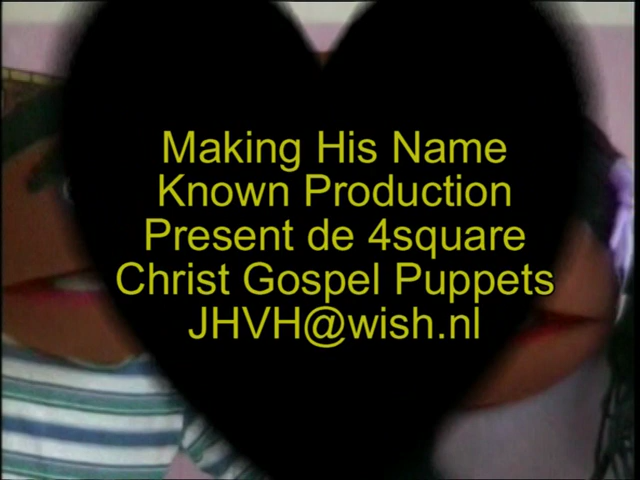 Making His Name
Known Production
Present de 4square
Christ Gospel Puppets
JHVH@wish.nl